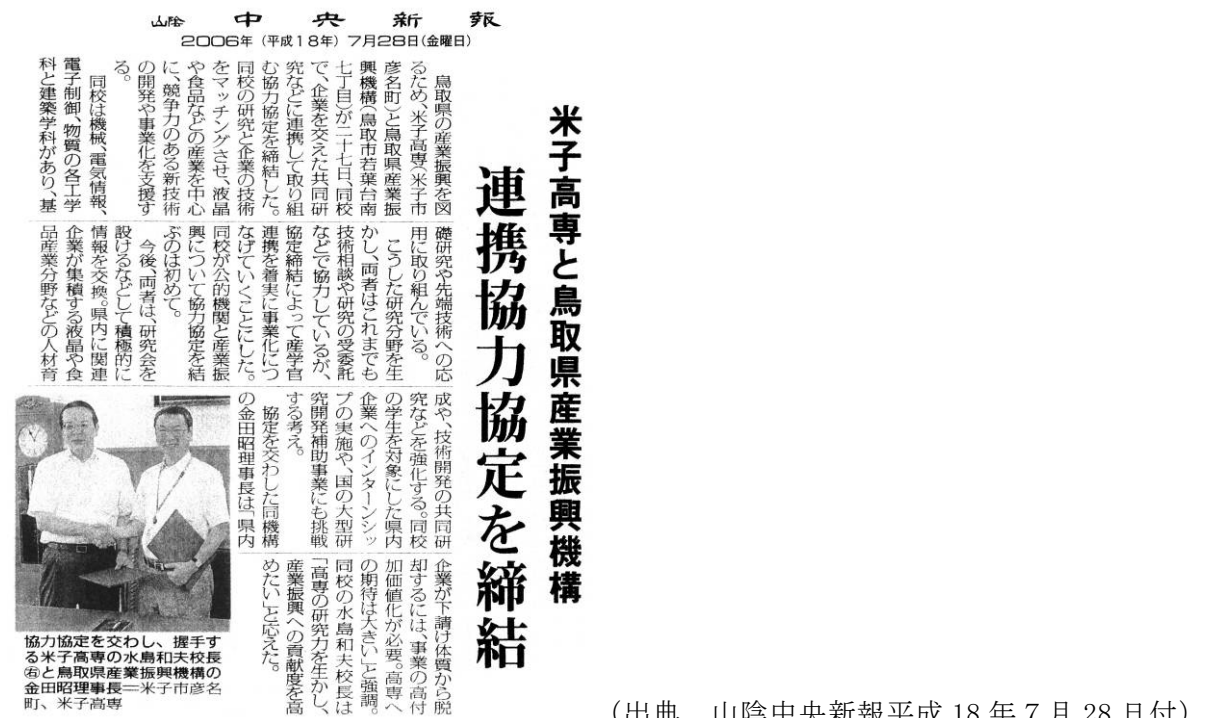 山陰中央新報
2006年(平成18年)7月28日(金曜日)
米子高専と鳥取県産業振興機構
連携協力協定を締結
鳥取県の産業振興を図
るため、米子高専(米子市
彦名町)と鳥取県産業振
興機構(鳥取市若葉台南
七丁目)が二十七日、同校
で、企業を交えた共同研
究などに連携して取り組
む協力協定を締結した。
同校の研究と企業の技術
をマッチングさせ、液晶
や食品などの産業を中心
に、競争力のある新技術
の開発や事業化を支援す
る。
同校は機械、電気情報、
電子制御、物質の各工学
科と建築学科があり、基
礎研究や先端技術への応
用に取り組んでいる。
こうした研究分野を生
かし、両者はこれまでも
技術相談や研究の受委託
などで協力しているが、
協定締結によって産学官
連携を着実に事業化につ
なげていくことにした。
同校が公的機関と産業振
興について協力協定を結
ぶのは初めて。
今後、両者は、研究会を
設けるなどして積極的に
情報を交換。県内に関連
企業が集積する液晶や食
品産業分野などの人材育
成や、技術開発の共同研
究などを強化する。同校
の学生を対象にした県内
企業へのインターンシッ
プの実施や、国の大型研
究開発補助事業にも挑戦
する考え。
協定を交わした同機構
の金田昭理事長は「県内
企業が下請け体質から脱
却するには、事業の高付
加価値化が必要。高専へ
の期待は大きい」と強調。
同校の水島和夫校長は
「高専の研究力を生かし、
産業振興への貢献度を高
めたい」と応えた。
協力協定を交わし、握手す
る米子高専の水島和夫校長
㊨と鳥取県産業振興機構の
金田昭理事長=米子市彦名
町、米子高専
(出典 山陰中央新報平成 18 年 7 月 28 日付)